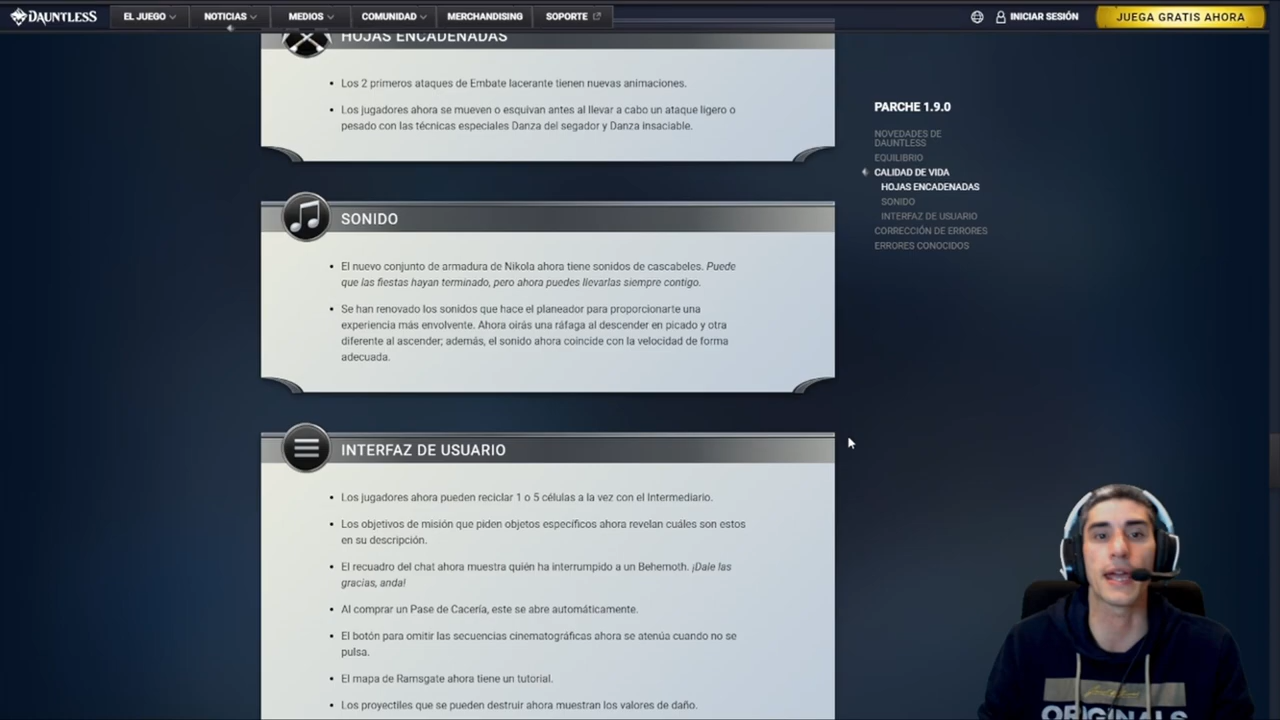 DAUNTLESS
EL JUEGO
NOTICIAS
MEDIOS
COMUNIDAD
MERCHANDISING
SOPORTE
INICIAR SESIÓN
JUEGA GRATIS AHORA
HOJAS ENCADENADAS
• Los 2 primeros ataques de Embate lacerante tienen nuevas animaciones.
• Los jugadores ahora se mueven o esquivan antes al llevar a cabo un ataque ligero o
pesado con las técnicas especiales Danza del segador y Danza insaciable.
SONIDO
• El nuevo conjunto de armadura de Nikola ahora tiene sonidos de cascabeles. Puede
que las fiestas hayan terminado, pero ahora puedes llevarlas siempre contigo.
• Se han renovado los sonidos que hace el planeador para proporcionarte una
experiencia más envolvente. Ahora oirás una ráfaga al descender en picado y otra
diferente al ascender; además, el sonido ahora coincide con la velocidad de forma
adecuada.
INTERFAZ DE USUARIO
• Los jugadores ahora pueden reciclar 1 o 5 células a la vez con el Intermediario.
• Los objetivos de misión que piden objetos específicos ahora revelan cuáles son estos
en su descripción.
• El recuadro del chat ahora muestra quién ha interrumpido a un Behemoth. ¡Dale las
gracias, anda!
• Al comprar un Pase de Cacería, este se abre automáticamente.
• El botón para omitir las secuencias cinematográficas ahora se atenúa cuando no se
pulsa.
• El mapa de Ramsgate ahora tiene un tutorial.
• Los proyectiles que se pueden destruir ahora muestran los valores de daño.
PARCHE 1.9.0
NOVEDADES DE
DAUNTLESS
EQUILIBRIO
CALIDAD DE VIDA
HOJAS ENCADENADAS
SONIDO
INTERFAZ DE USUARIO
CORRECCIÓN DE ERRORES
ERRORES CONOCIDOS
ORIGINALS